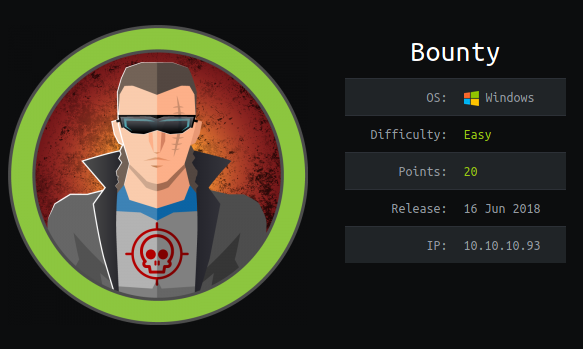 Bounty
OS: Windows
Difficulty: Easy
Points: 20
Release: 16 Jun 2018
IP: 10.10.10.93